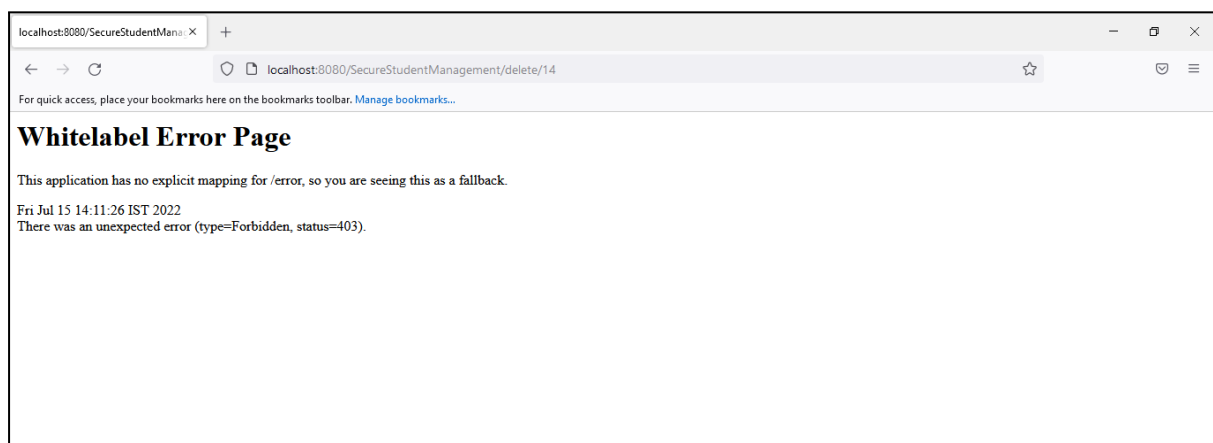 localhost:8080/SecureStudentMana
localhost:8080/SecureStudentManagement/delete/14
For quick access, place your bookmarks here on the bookmarks toolbar. Manage bookmarks...
Whitelabel Error Page
This application has no explicit mapping for /error, so you are seeing this as a fallback.
Fri Jul 15 14:11:26 IST 2022
There was an unexpected error (type=Forbidden, status=403).